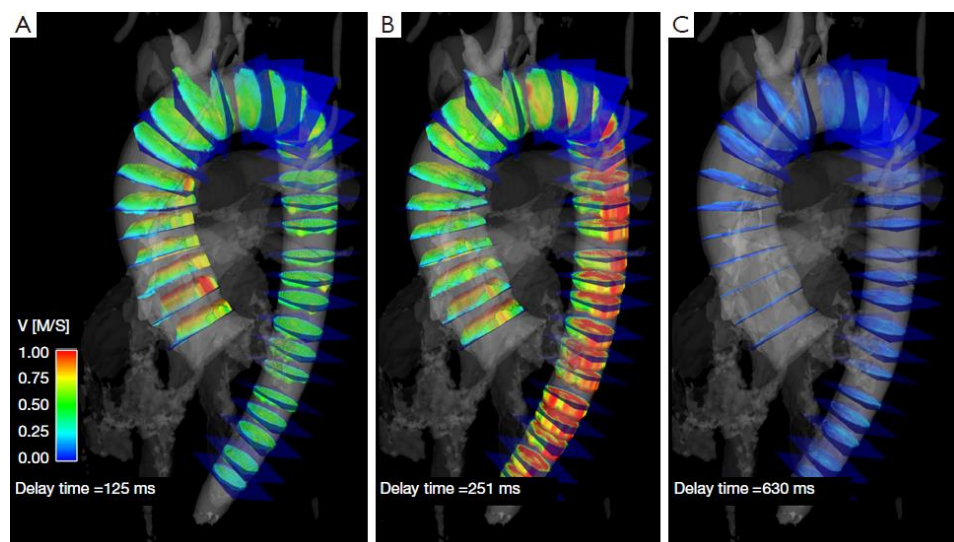 A
B
C
V [M/S]
1.00
0.75
0.50
0.25
0.00
Delay time =125 ms
Delay time =251 ms
Delay time =630 ms